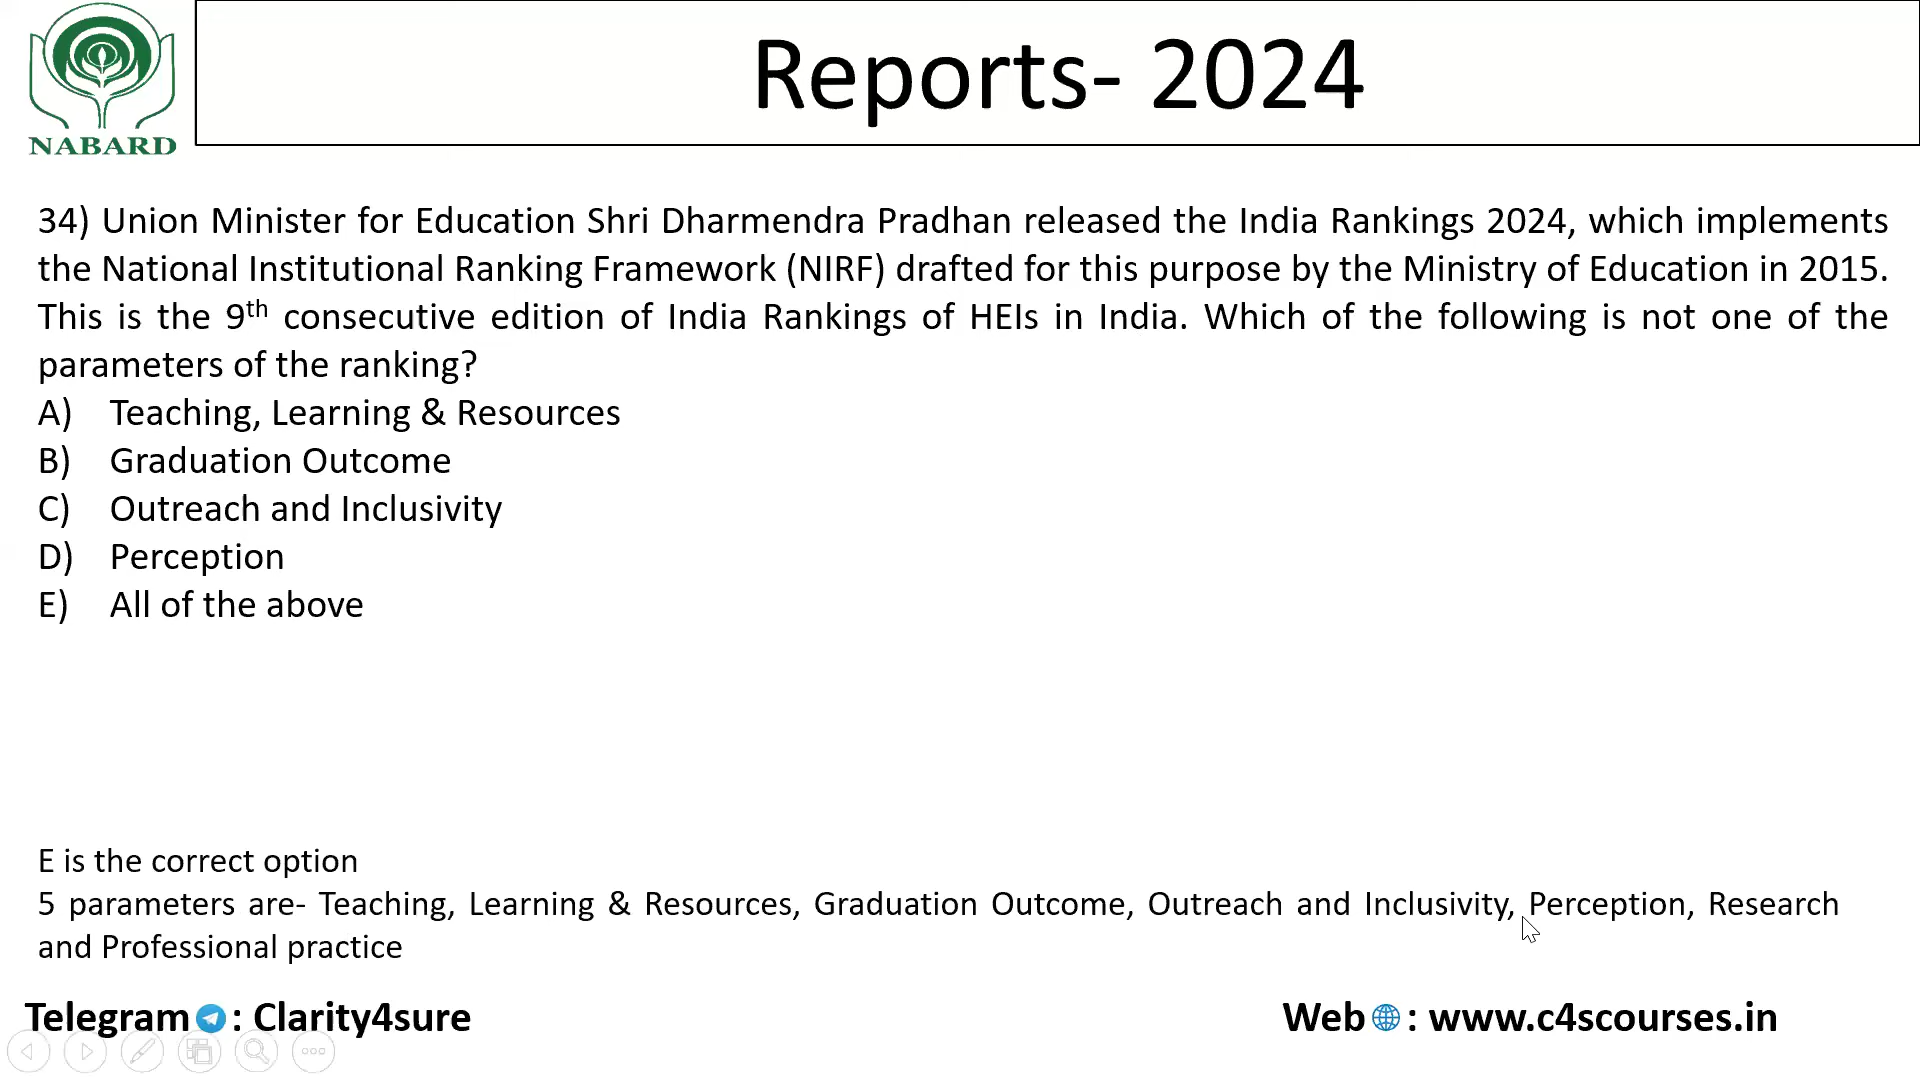 NABARD
Reports- 2024
34) Union Minister for Education Shri Dharmendra Pradhan released the India Rankings 2024, which implements
the National Institutional Ranking Framework (NIRF) drafted for this purpose by the Ministry of Education in 2015.
This is the 9th consecutive edition of India Rankings of HEIs in India. Which of the following is not one of the
parameters of the ranking?
A) Teaching, Learning & Resources
B) Graduation Outcome
C) Outreach and Inclusivity
D) Perception
E) All of the above
E is the correct option
5 parameters are- Teaching, Learning & Resources, Graduation Outcome, Outreach and Inclusivity, Perception, Research
and Professional practice
Telegram : Clarity4sure
Web : www.c4scourses.in